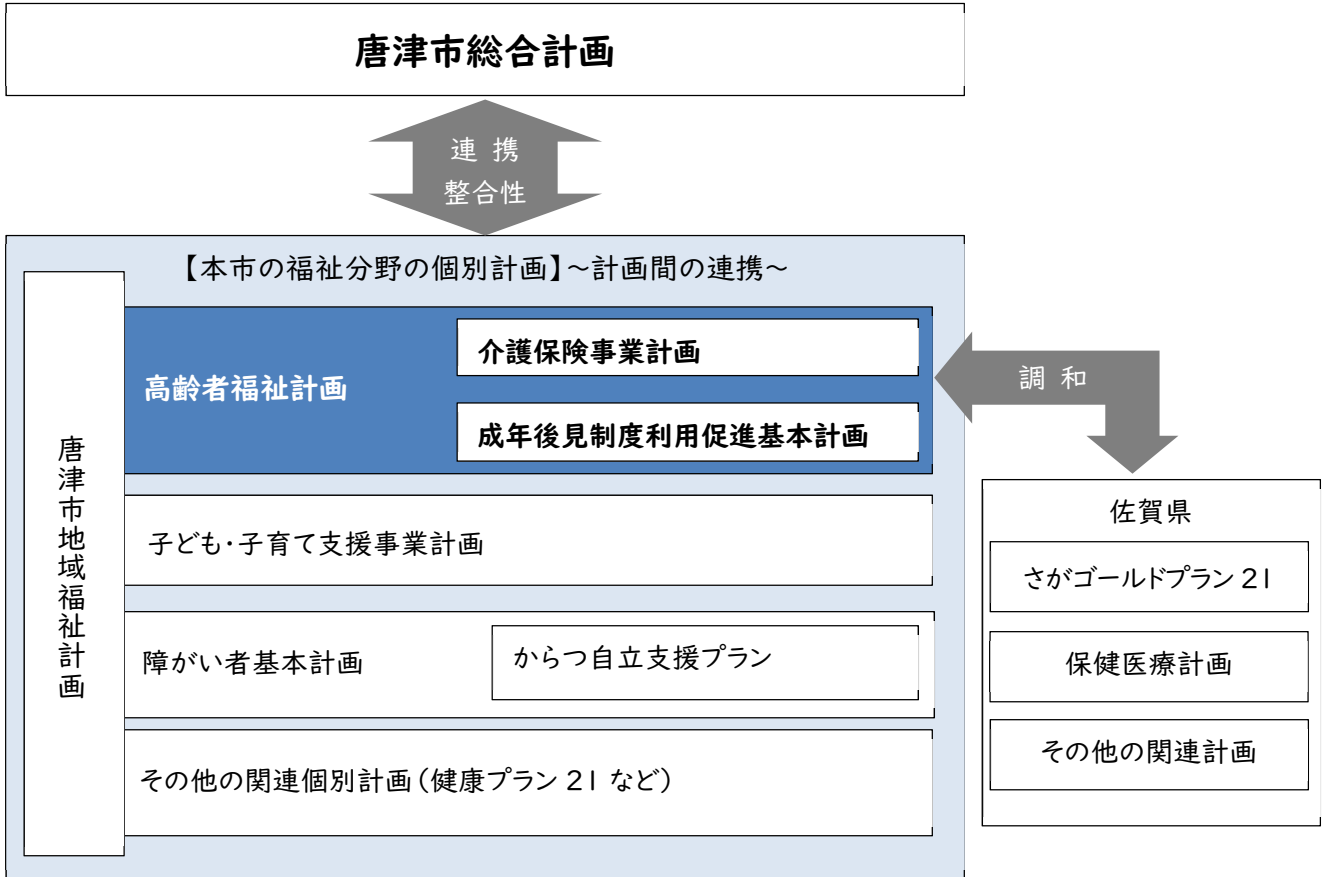 唐津市総合計画
連 携
整合性
【本市の福祉分野の個別計画】～計画間の連携～
唐津市地域福祉計画
高齢者福祉計画
介護保険事業計画
成年後見制度利用促進基本計画
子ども・子育て支援事業計画
障がい者基本計画
からつ自立支援プラン
その他の関連個別計画（健康プラン 21 など）
調 和
佐賀県
さがゴールドプラン 21
保健医療計画
その他の関連計画